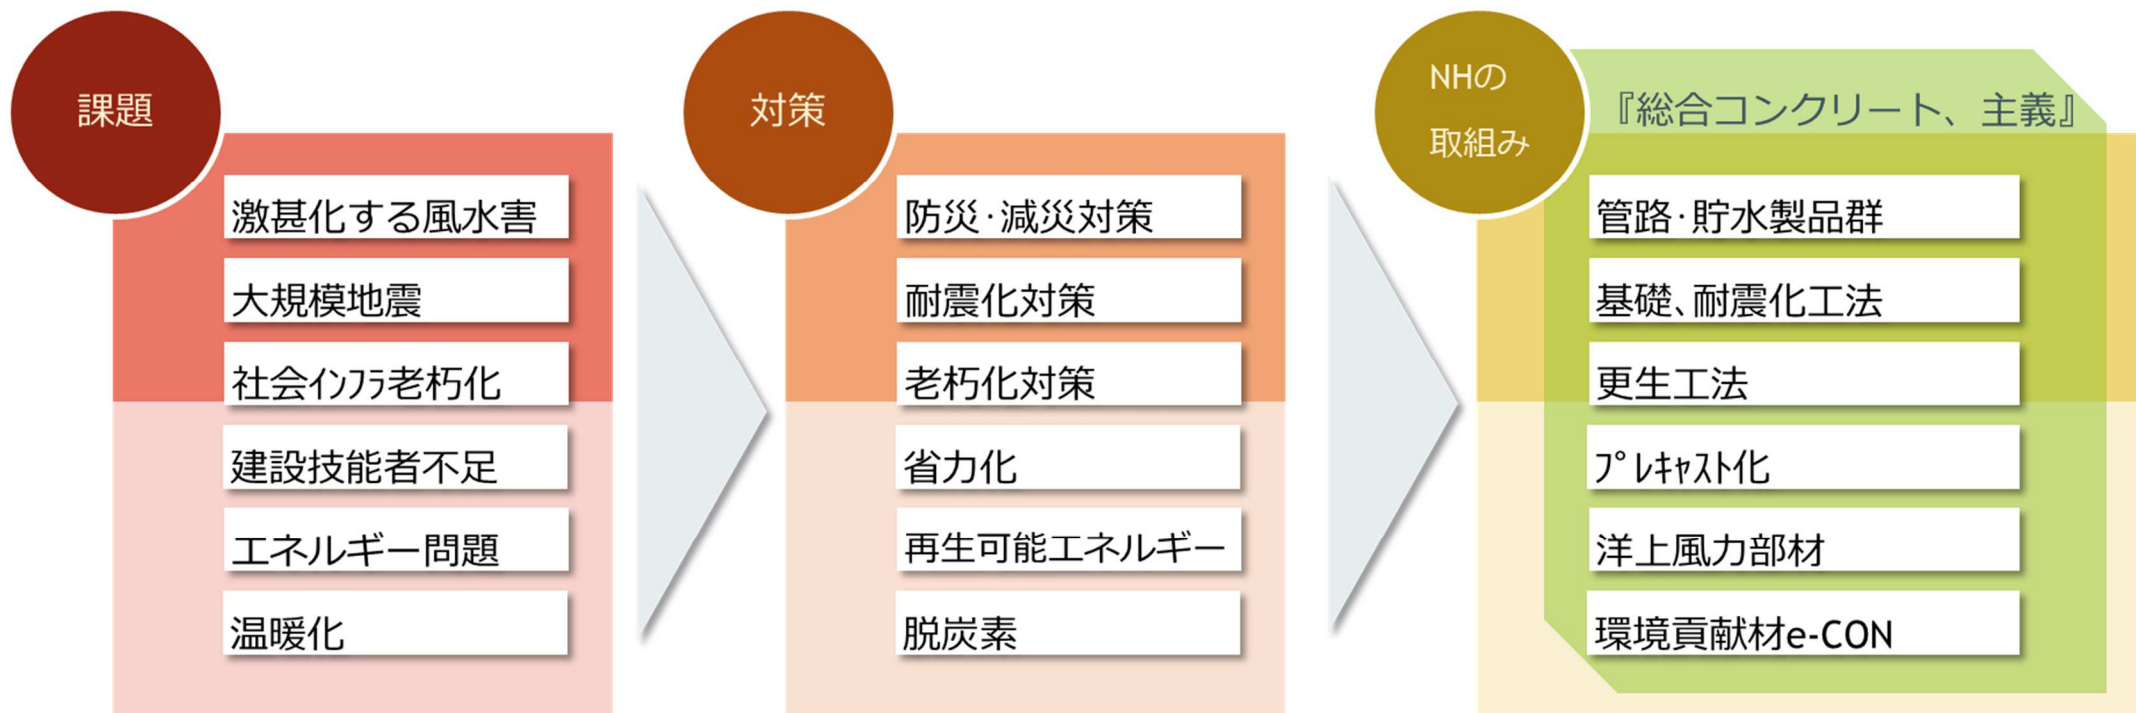 課題
激甚化する風水害
大規模地震
社会ｲﾝﾌﾗ老朽化
建設技能者不足
エネルギー問題
温暖化
対策
防災･減災対策
耐震化対策
老朽化対策
省力化
再生可能エネルギー
脱炭素
NHの
取組み
『総合コンクリート、主義』
管路･貯水製品群
基礎､耐震化工法
更生工法
ﾌﾟﾚｷｬｽﾄ化
洋上風力部材
環境貢献材e-CON